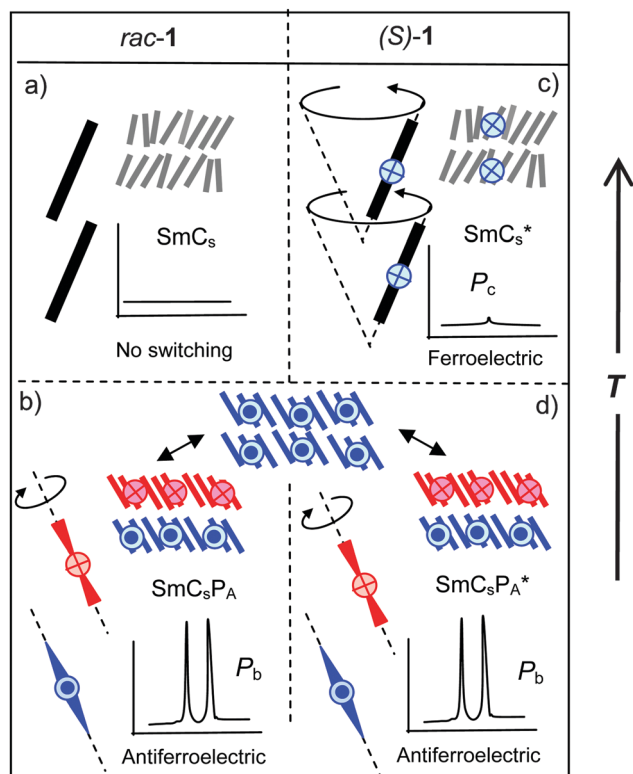 rac-1
(S)-1
a)
SmCs
No switching
c)
SmCs*
Pc
Ferroelectric
T
b)
SmCsPA
Pb
Antiferroelectric
d)
SmCsPA*
Pb
Antiferroelectric